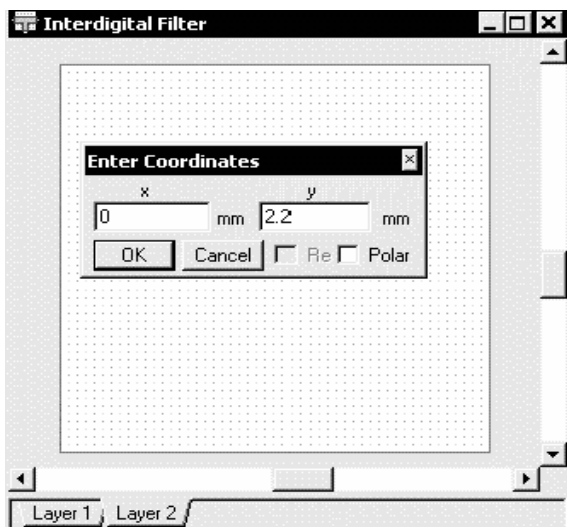 Interdigital Filter
Enter Coordinates
x y
0 mm 2.2 mm
OK Cancel Re Polar
Layer 1 Layer 2